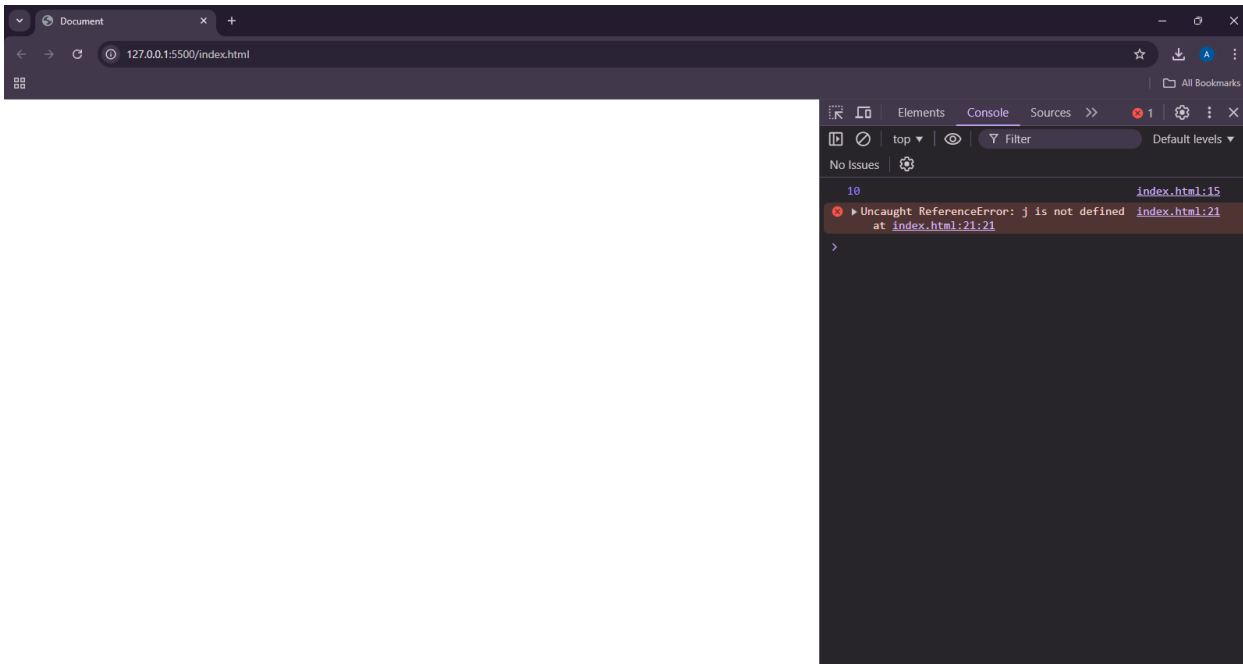 Document
127.0.0.1:5500/index.html
A
All Bookmarks
Elements Console Sources 1
top Filter Default levels
No Issues
10 index.html:15
Uncaught ReferenceError: j is not defined index.html:21
at index.html:21:21